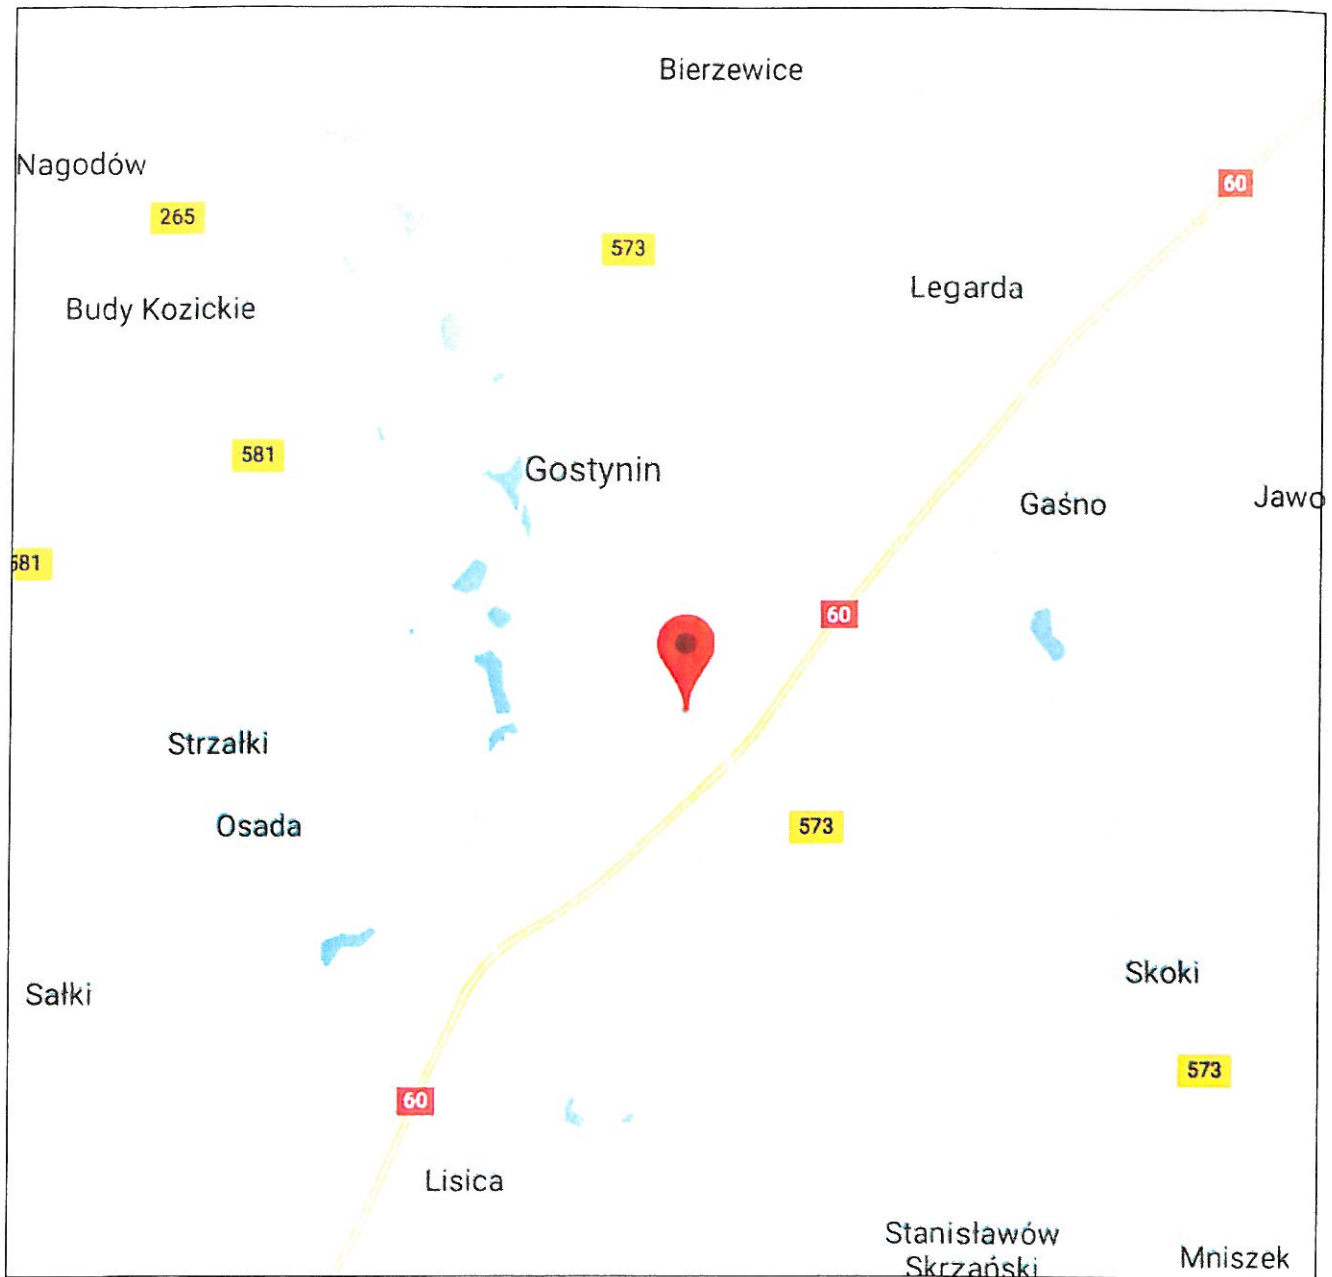 Bierzewice
Nagodów
60
265
573
Legarda
Budy Kozickie
581
Gostynin
Gaśno
Jawo
581
60
Strzałki
Osada
573
Skoki
Sałki
573
60
Lisica
Stanisławów
Skrzański
Mniszek